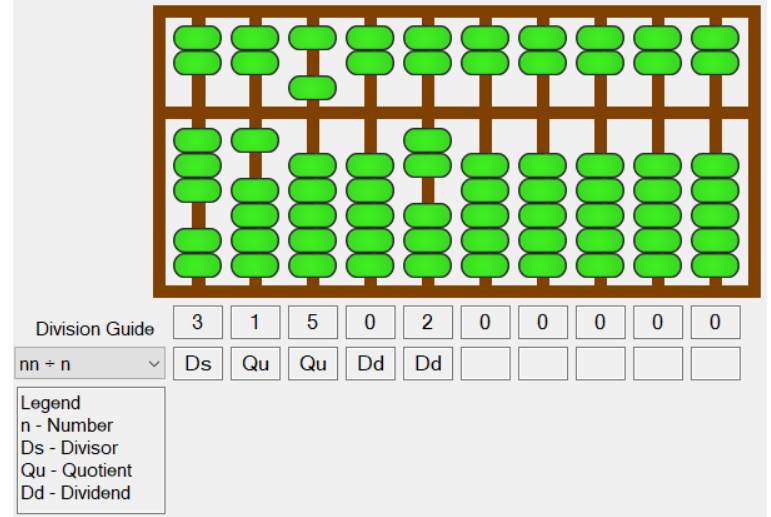 Division Guide 3 1 5 0 2 0 0 0 0 0
nn ÷ n Ds Qu Qu Dd Dd
Legend
n - Number
Ds - Divisor
Qu - Quotient
Dd - Dividend